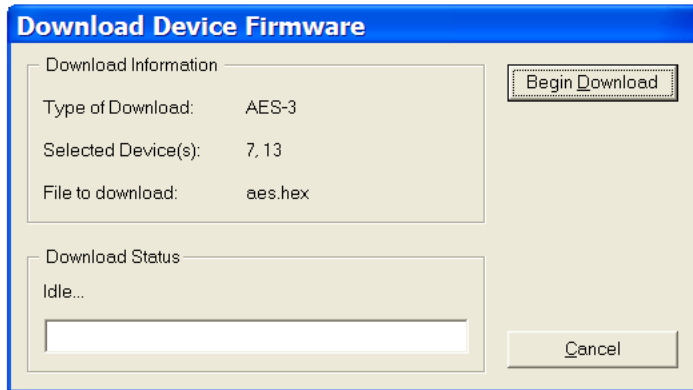 Download Device Firmware
Download Information
Type of Download: AES-3
Selected Device(s): 7, 13
File to download: aes.hex
Begin Download
Download Status
Idle...
Cancel